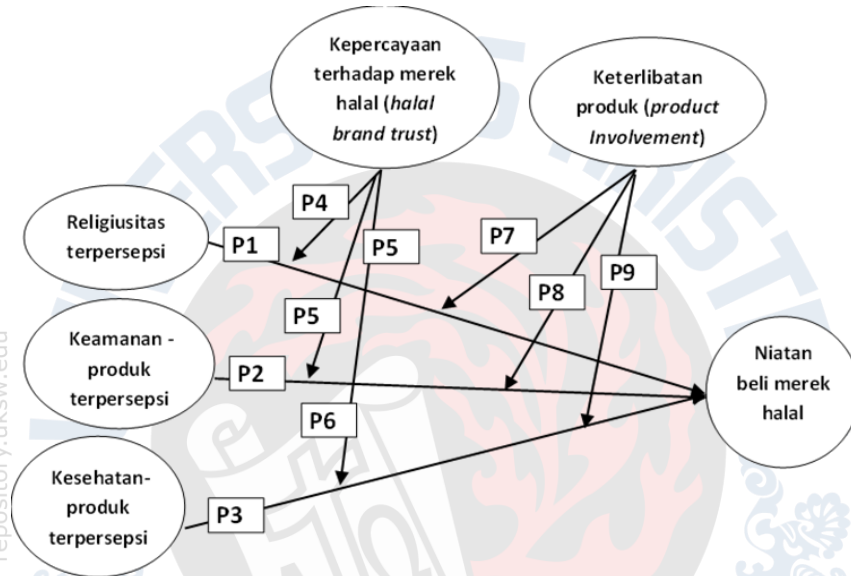 Kepercayaan
terhadap merek
halal (halal
brand trust)
Keterlibatan
produk (product
Involvement)
P4
Religiusitas
terpersepsi
P1
P5
P7
P9
P8
P5
Keamanan -
produk
terpersepsi
P2
Niatan
beli merek
halal
P6
Kesehatan-
produk
terpersepsi
P3
repository.uksw.edu